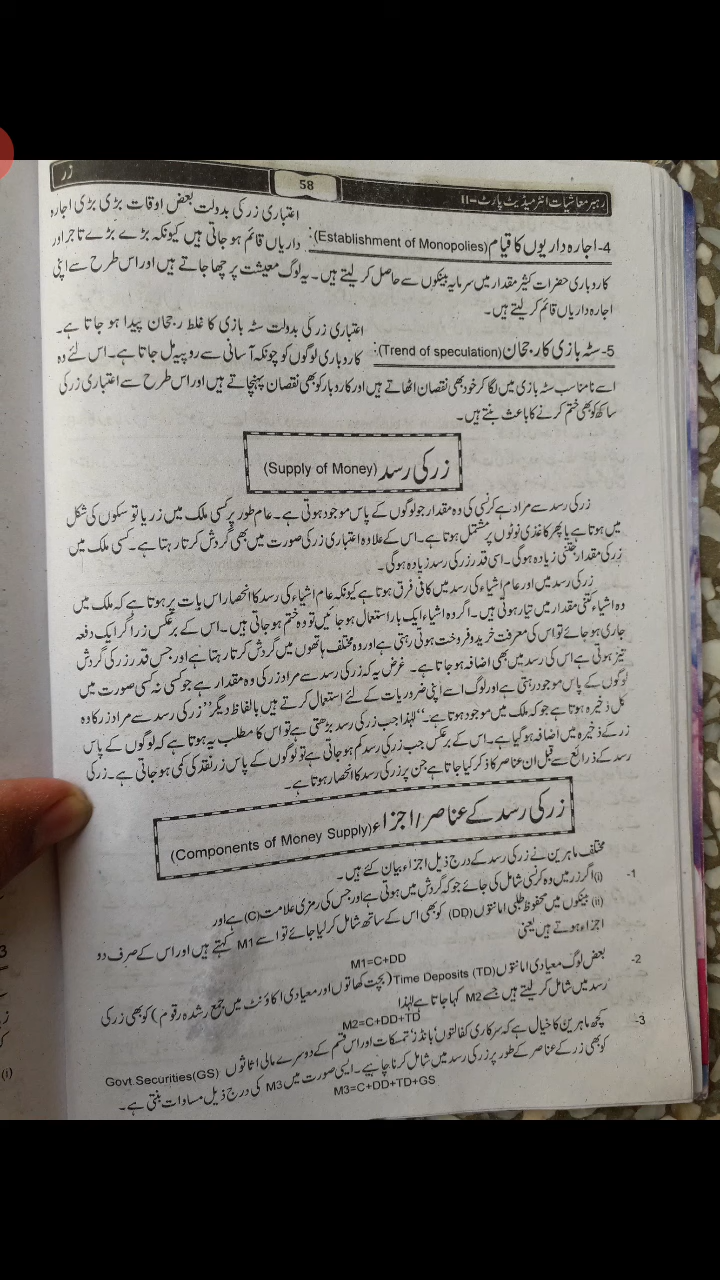 رہبر معاشیات انٹرمیڈیٹ پارٹ-II
58
زر
4- اجارہ داریوں کا قیام (Establishment of Monopolies): اعتباری زر کی بدولت بعض اوقات بڑی بڑی اجارہ
داریاں قائم ہو جاتی ہیں کیونکہ بڑے بڑے تاجر اور
کاروباری حضرات کثیر مقدار میں سرمایہ بینکوں سے حاصل کر لیتے ہیں۔ یہ لوگ معیشت پر چھا جاتے ہیں اور اس طرح سے اپنی
اجارہ داریاں قائم کر لیتے ہیں۔
5- سٹہ بازی کا رجحان (Trend of speculation): اعتباری زر کی بدولت سٹہ بازی کا غلط رجحان پیدا ہو جاتا ہے۔
کاروباری لوگوں کو چونکہ آسانی سے روپیہ مل جاتا ہے۔ اس لئے وہ
اسے نامناسب سٹہ بازی میں لگا کر خود بھی نقصان اٹھاتے ہیں اور کاروبار کو بھی نقصان پہنچاتے ہیں اور اس طرح سے اعتباری زر کی
ساکھ کو بھی ختم کرنے کا باعث بنتے ہیں۔
زر کی رسد (Supply of Money)
زر کی رسد سے مراد ہے کرنسی کی وہ مقدار جو لوگوں کے پاس موجود ہوتی ہے۔ عام طور پر کسی ملک میں زر یا تو سکوں کی شکل
میں ہوتا ہے یا پھر کاغذی نوٹوں پر مشتمل ہوتا ہے۔ اس کے علاوہ اعتباری زر کی صورت میں بھی گردش کرتا رہتا ہے۔ کسی ملک میں
زر کی مقدار جتنی زیادہ ہو گی۔ اسی قدر زر کی رسد زیادہ ہو گی۔
زر کی رسد میں اور عام اشیاء کی رسد میں کافی فرق ہوتا ہے کیونکہ عام اشیاء کی رسد کا انحصار اس بات پر ہوتا ہے کہ ملک میں
وہ اشیاء کتنی مقدار میں تیار ہوتی ہیں۔ اگر وہ اشیاء ایک بار استعمال ہو جائیں تو وہ ختم ہو جاتی ہیں۔ اس کے برعکس زر اگر ایک دفعہ
جاری ہو جائے تو اس کی معرفت خرید و فروخت ہوتی رہتی ہے اور وہ مختلف ہاتھوں میں گردش کرتا رہتا ہے اور جس قدر زر کی گردش
تیز ہوتی ہے اس کی رسد میں بھی اضافہ ہو جاتا ہے۔ غرض یہ کہ زر کی رسد سے مراد زر کی وہ مقدار ہے جو کسی نہ کسی صورت میں
لوگوں کے پاس موجود رہتی ہے اور لوگ اسے اپنی ضروریات کے لئے استعمال کرتے ہیں بالفاظ دیگر ”زر کی رسد سے مراد زر کا وہ
کل ذخیرہ ہوتا ہے جو کہ ملک میں موجود ہوتا ہے۔“ لہٰذا جب زر کی رسد بڑھتی ہے تو اس کا مطلب یہ ہوتا ہے کہ لوگوں کے پاس
زر کے ذخیرہ میں اضافہ ہو گیا ہے۔ اس کے برعکس جب زر کی رسد کم ہو جاتی ہے تو لوگوں کے پاس زر نقد کی کمی ہو جاتی ہے۔ زر کی
رسد کے ذرائع سے قبل ان عناصر کا ذکر کیا جاتا ہے جن پر زر کی رسد کا انحصار ہوتا ہے۔
زر کی رسد کے عناصر / اجزاء (Components of Money Supply)
مختلف ماہرین نے زر کی رسد کے درج ذیل اجزاء بیان کئے ہیں۔
1- (i) اگر زر میں وہ کرنسی شامل کی جائے جو کہ گردش میں ہوتی ہے اور جس کی رمزی علامت (C) ہے اور
(ii) بینکوں میں محفوظ طلبی امانتوں (DD) کو بھی اس کے ساتھ شامل کر لیا جائے تو اسے M1 کہتے ہیں اور اس کے صرف دو
اجزاء ہوتے ہیں یعنی
M1=C+DD
2- بعض لوگ معیادی امانتوں Time Deposits (TD) (بچت کھاتوں اور معیادی اکاؤنٹ میں جمع شدہ رقوم) کو بھی زر کی
رسد میں شامل کر لیتے ہیں جسے M2 کہا جاتا ہے لہٰذا
M2=C+DD+TD
3- کچھ ماہرین کا خیال ہے کہ سرکاری کفالتوں، بانڈز، تمسکات اور اس قسم کے دوسرے مالی اثاثوں Govt Securities(GS)
کو بھی زر کے عناصر کے طور پر زر کی رسد میں شامل کرنا چاہیے۔ ایسی صورت میں M3 کی درج ذیل مساوات بنتی ہے۔
M3=C+DD+TD+GS
(i)